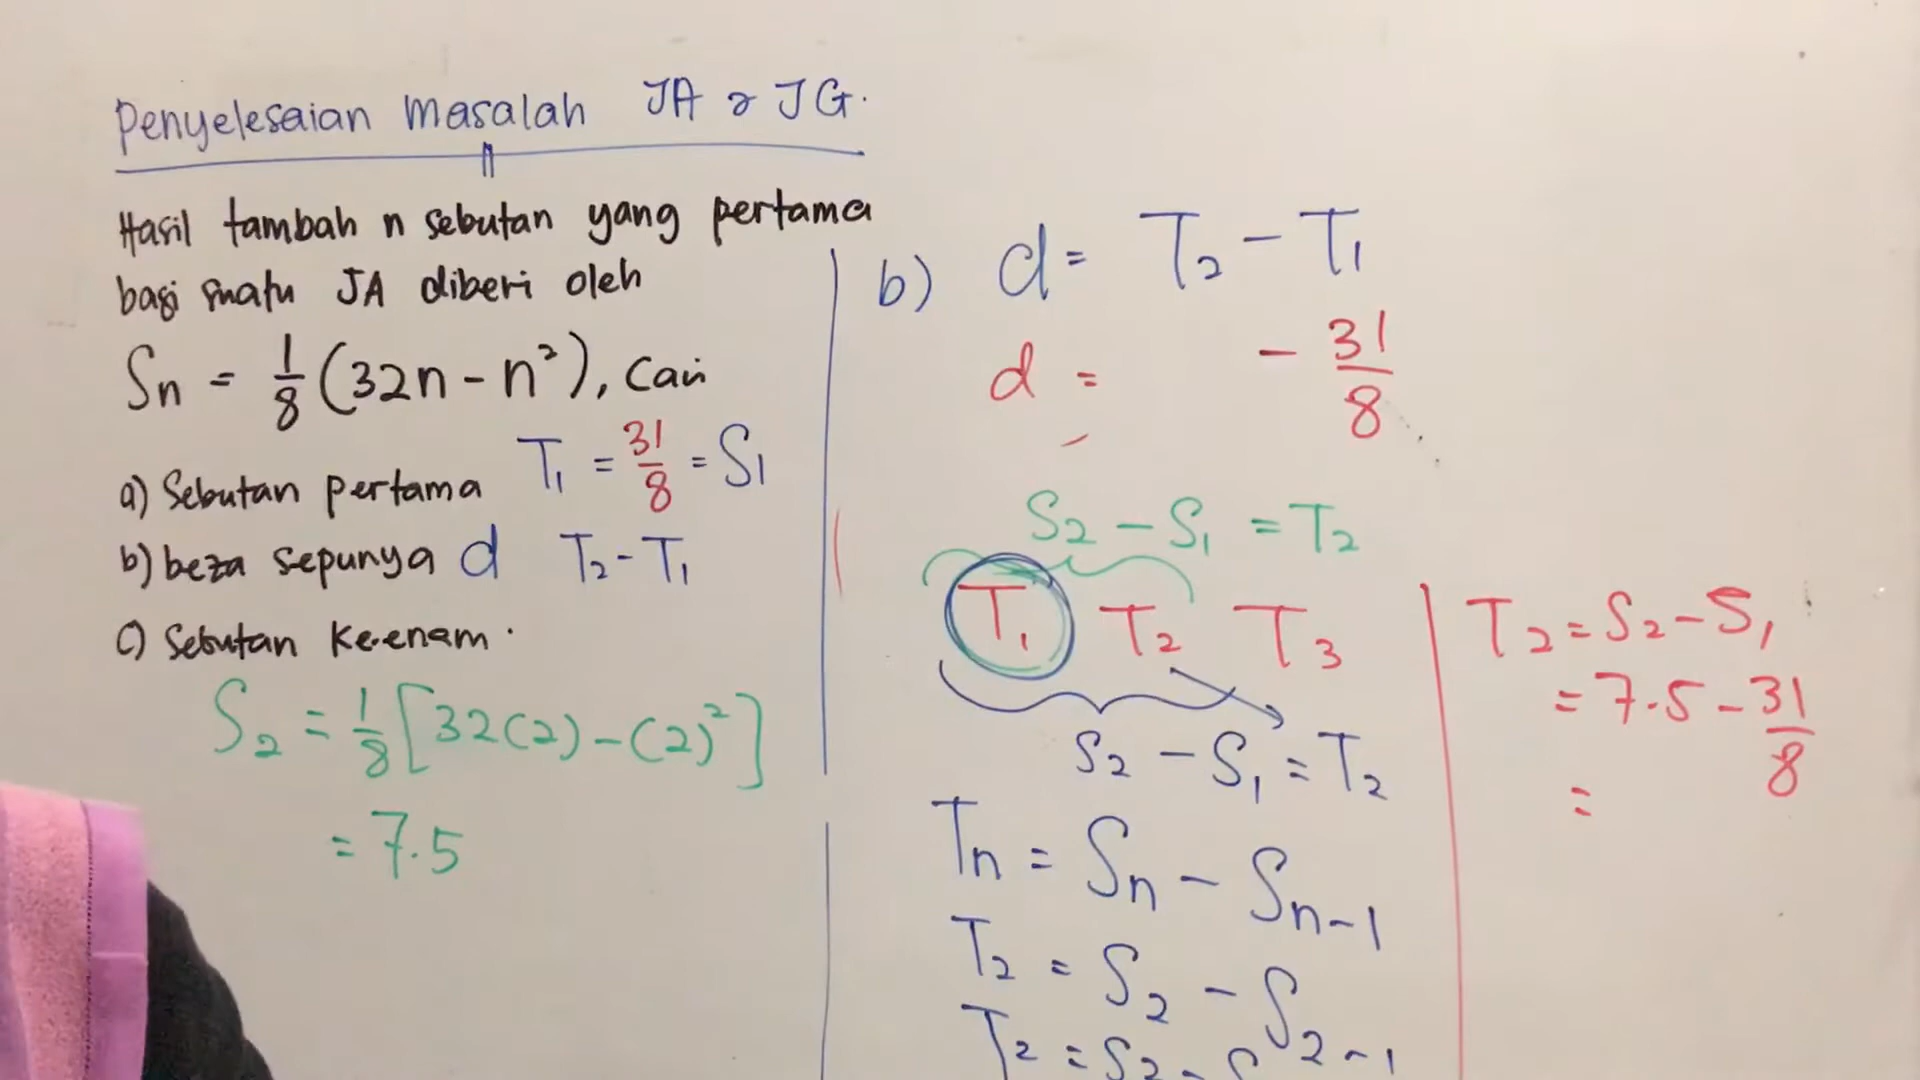 Penyelesaian Masalah JA & JG.
Hasil tambah n sebutan yang pertama
bagi suatu JA diberi oleh
Sn = 1/8 (32n - n²), Cari
a) Sebutan pertama T₁ = 31/8 = S₁
b) beza sepunya d T₂ - T₁
c) Sebutan Ke-enam.
S₂ = 1/8 [32(2) - (2)²]
= 7.5
b) d = T₂ - T₁
d = - 31/8
S₂ - S₁ = T₂
T₁ T₂ T₃
S₂ - S₁ = T₂
Tn = Sn - Sn-1
T₂ = S₂ - S₂-1
T₂ = S₂ - S
T₂ = S₂ - S₁
= 7.5 - 31/8
=